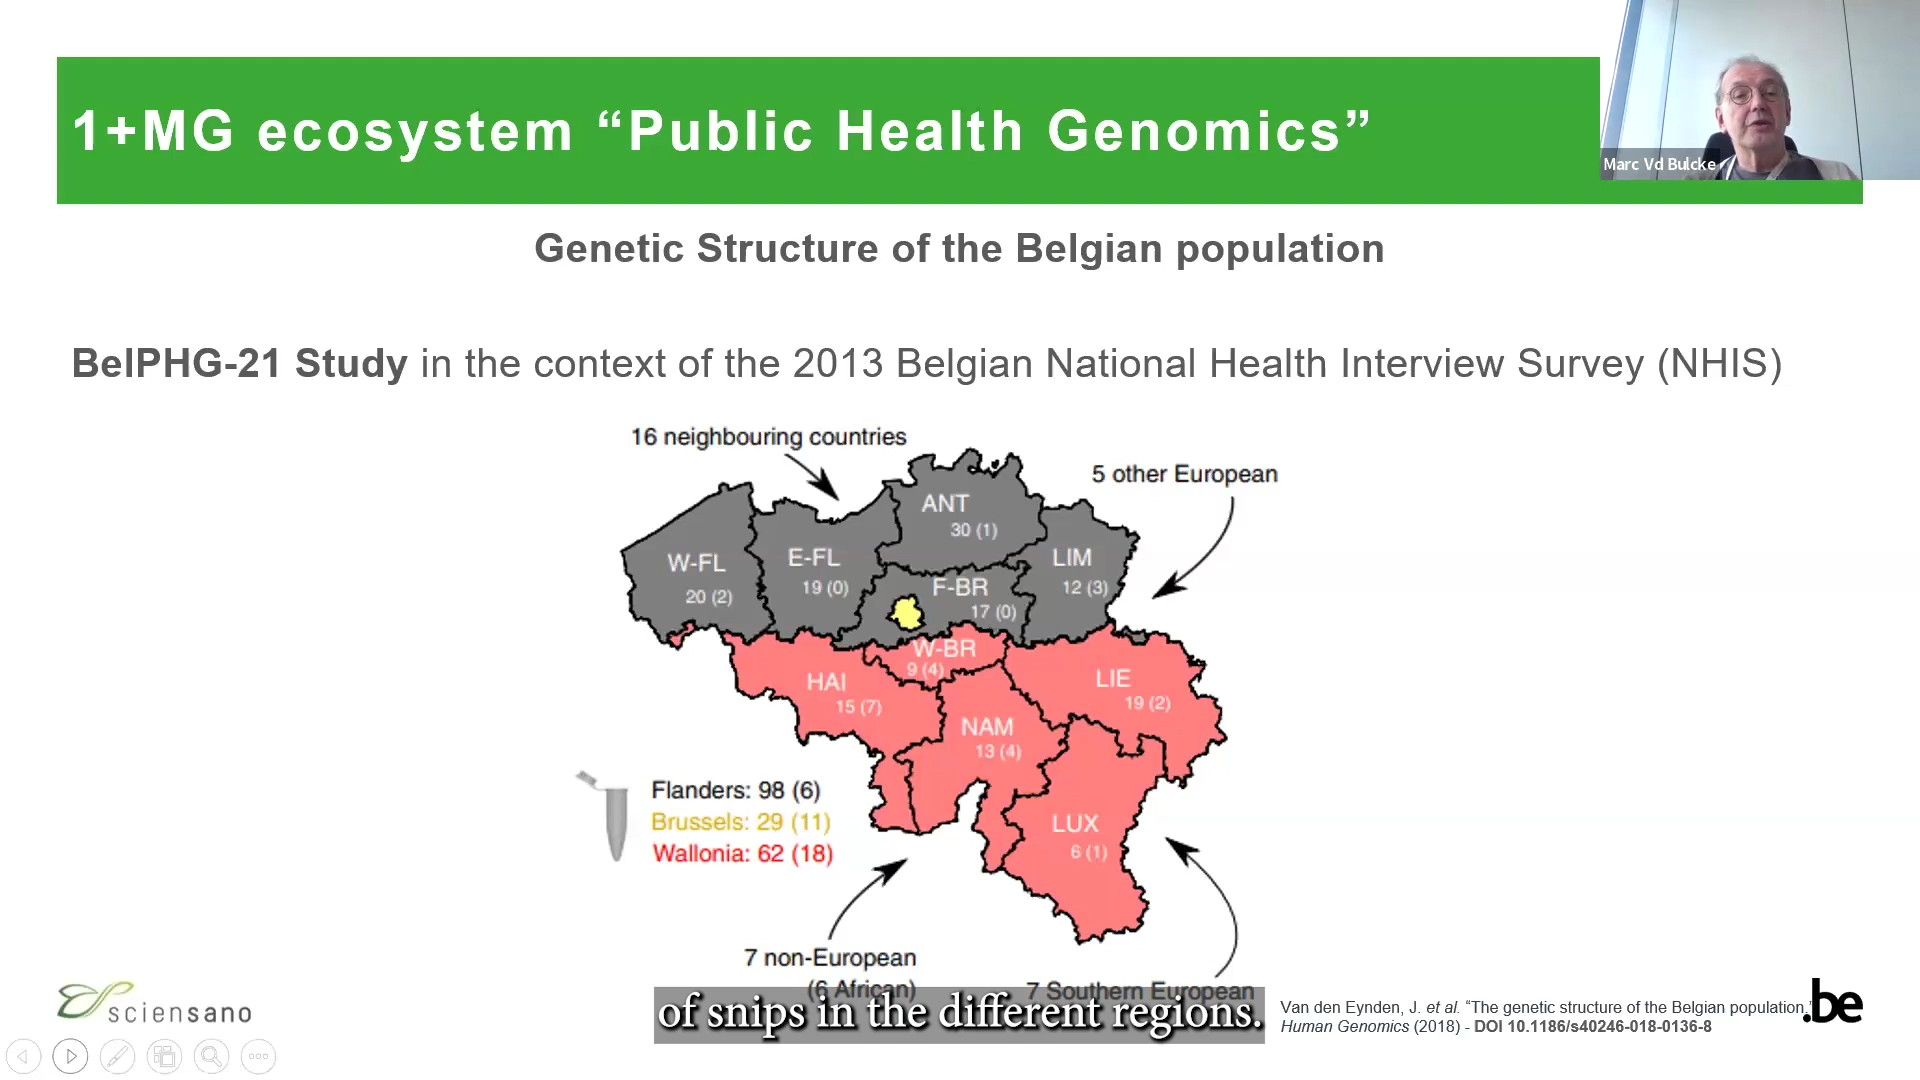 1+MG ecosystem “Public Health Genomics”
Marc Vd Bulcke
Genetic Structure of the Belgian population
BelPHG-21 Study in the context of the 2013 Belgian National Health Interview Survey (NHIS)
16 neighbouring countries
5 other European
ANT
30 (1)
W-FL
20 (2)
E-FL
19 (0)
LIM
12 (3)
F-BR
17 (0)
W-BR
9 (4)
HAI
15 (7)
LIE
19 (2)
NAM
13 (4)
LUX
6 (1)
Flanders: 98 (6)
Brussels: 29 (11)
Wallonia: 62 (18)
7 non-European
(6 African)
7 Southern European
of snips in the different regions.
sciensano
Van den Eynden, J. et al. “The genetic structure of the Belgian population.”
Human Genomics (2018) - DOI 10.1186/s40246-018-0136-8
.be